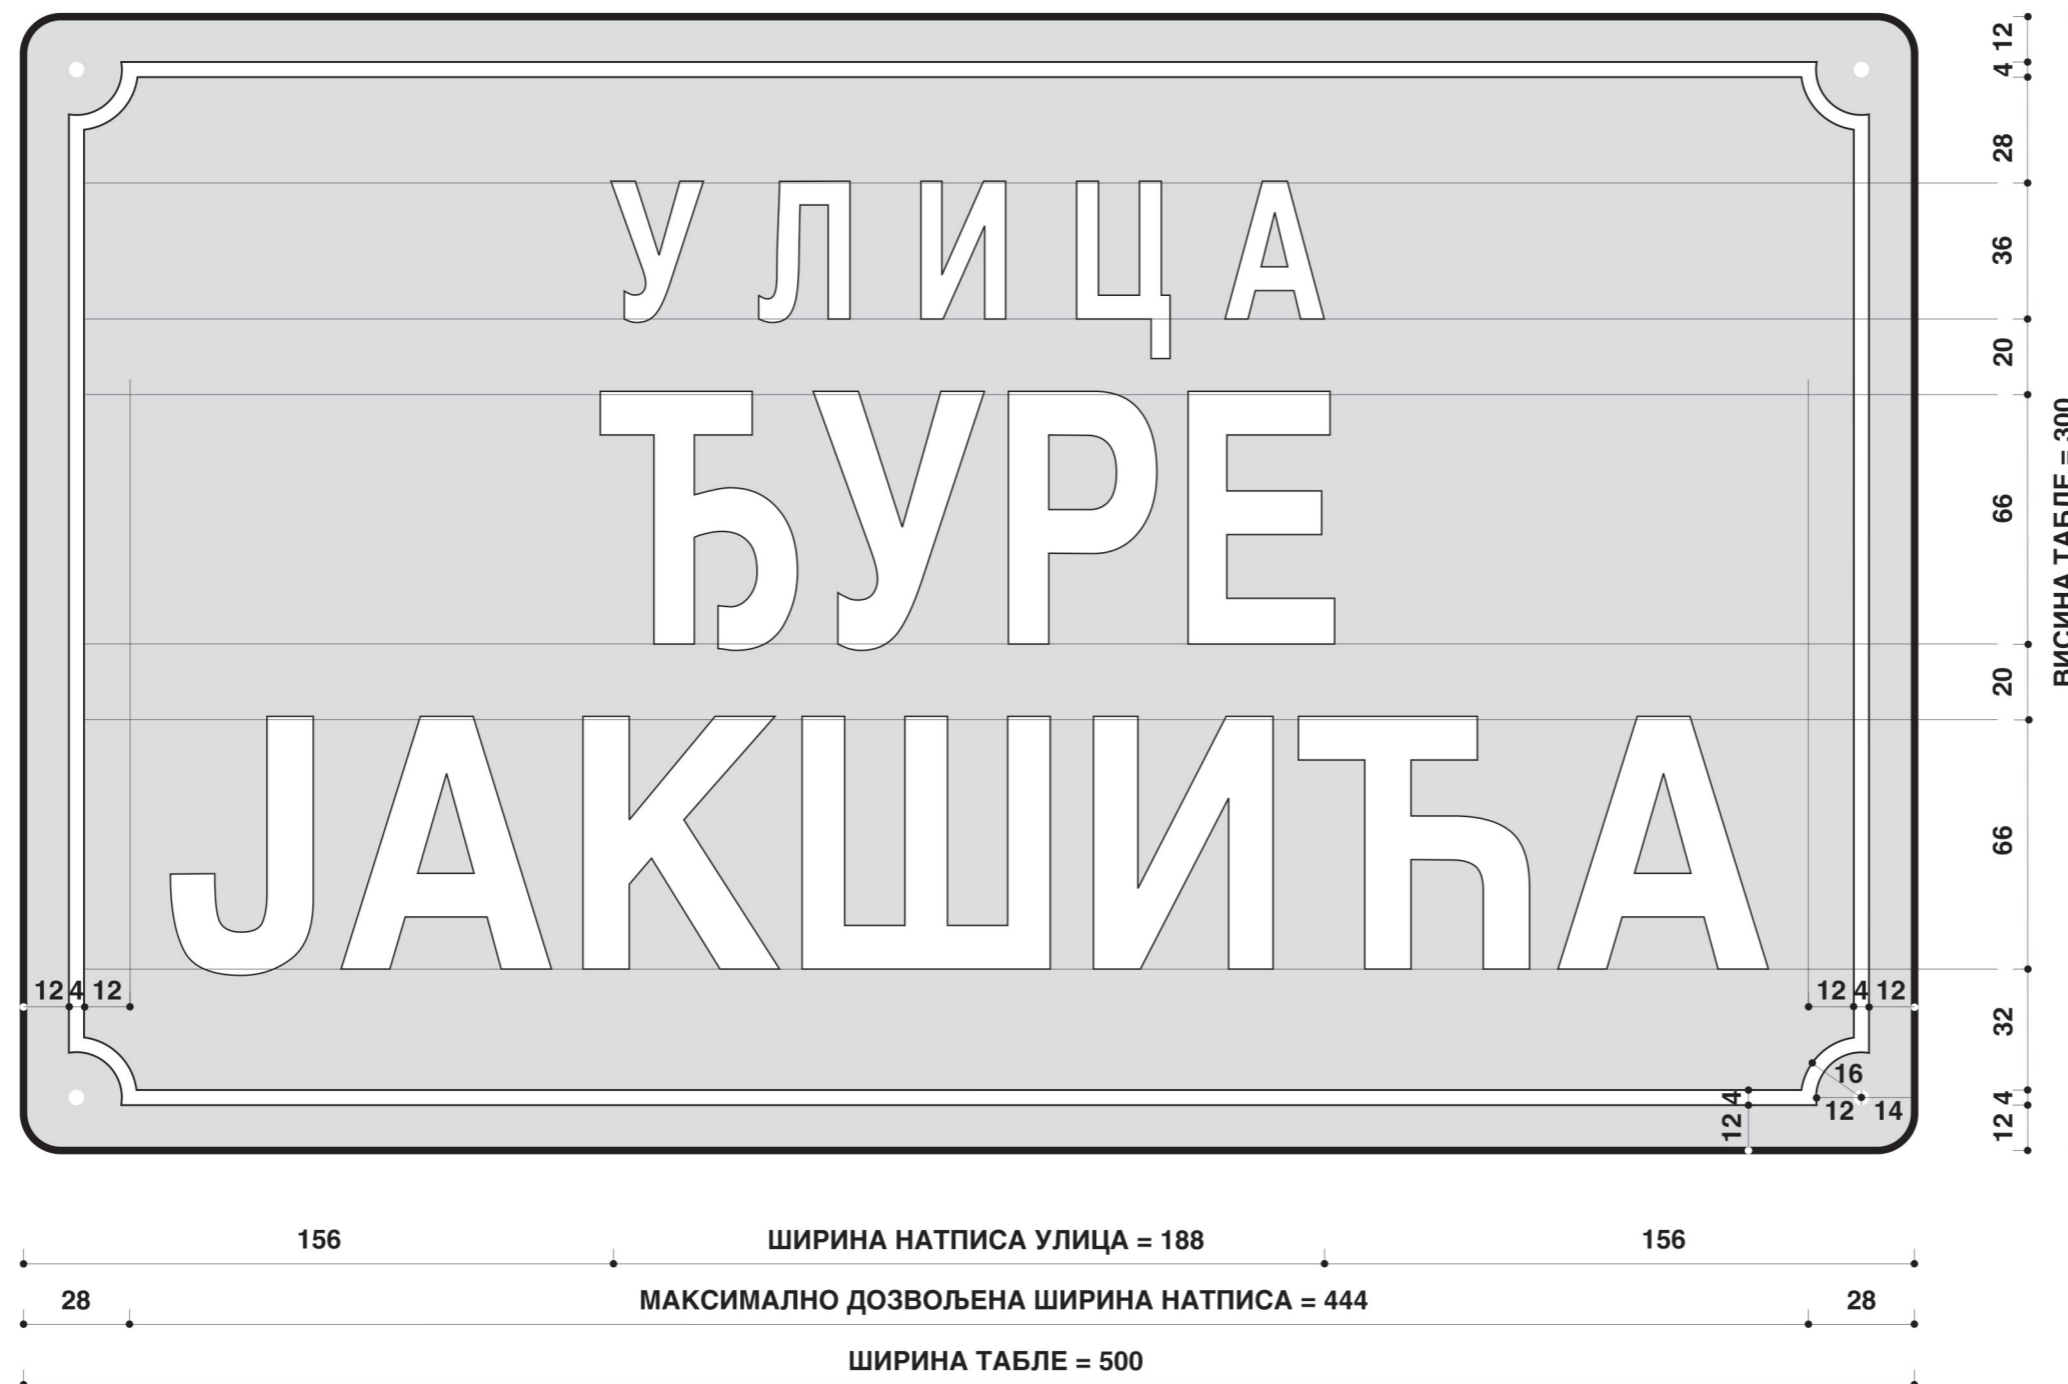 12
4
28
УЛИЦА
36
20
ЂУРЕ
66
ВИСИНА ТАБЛЕ = 300
20
ЈАКШИЋА
66
12 4 12
12 4 12
32
16
4
12 14
12
4
12
156 ШИРИНА НАТПИСА УЛИЦА = 188 156
28 МАКСИМАЛНО ДОЗВОЉЕНА ШИРИНА НАТПИСА = 444 28
ШИРИНА ТАБЛЕ = 500